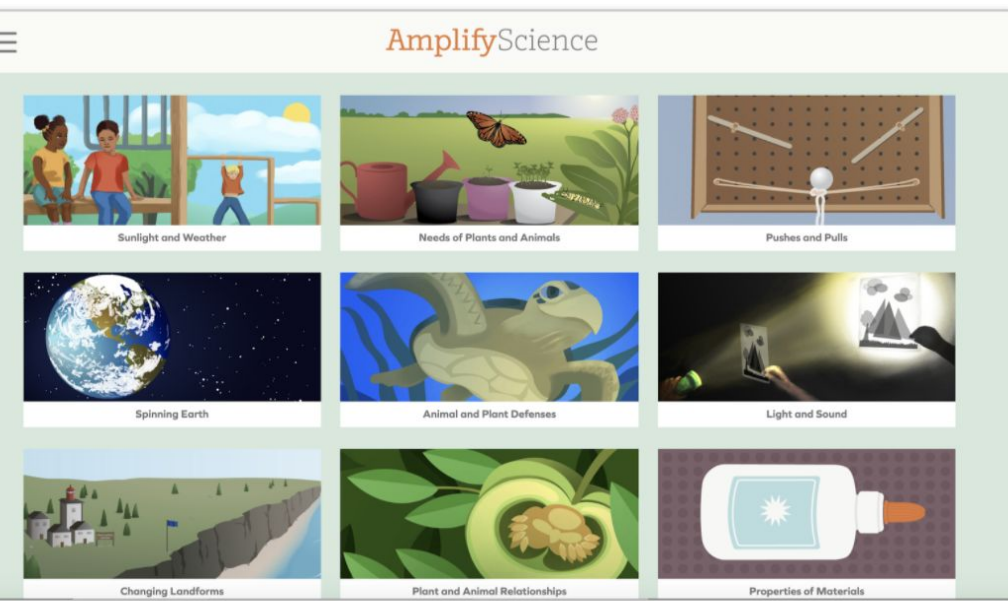 AmplifyScience
Sunlight and Weather
Needs of Plants and Animals
Pushes and Pulls
Spinning Earth
Animal and Plant Defenses
Light and Sound
Changing Landforms
Plant and Animal Relationships
Properties of Materials